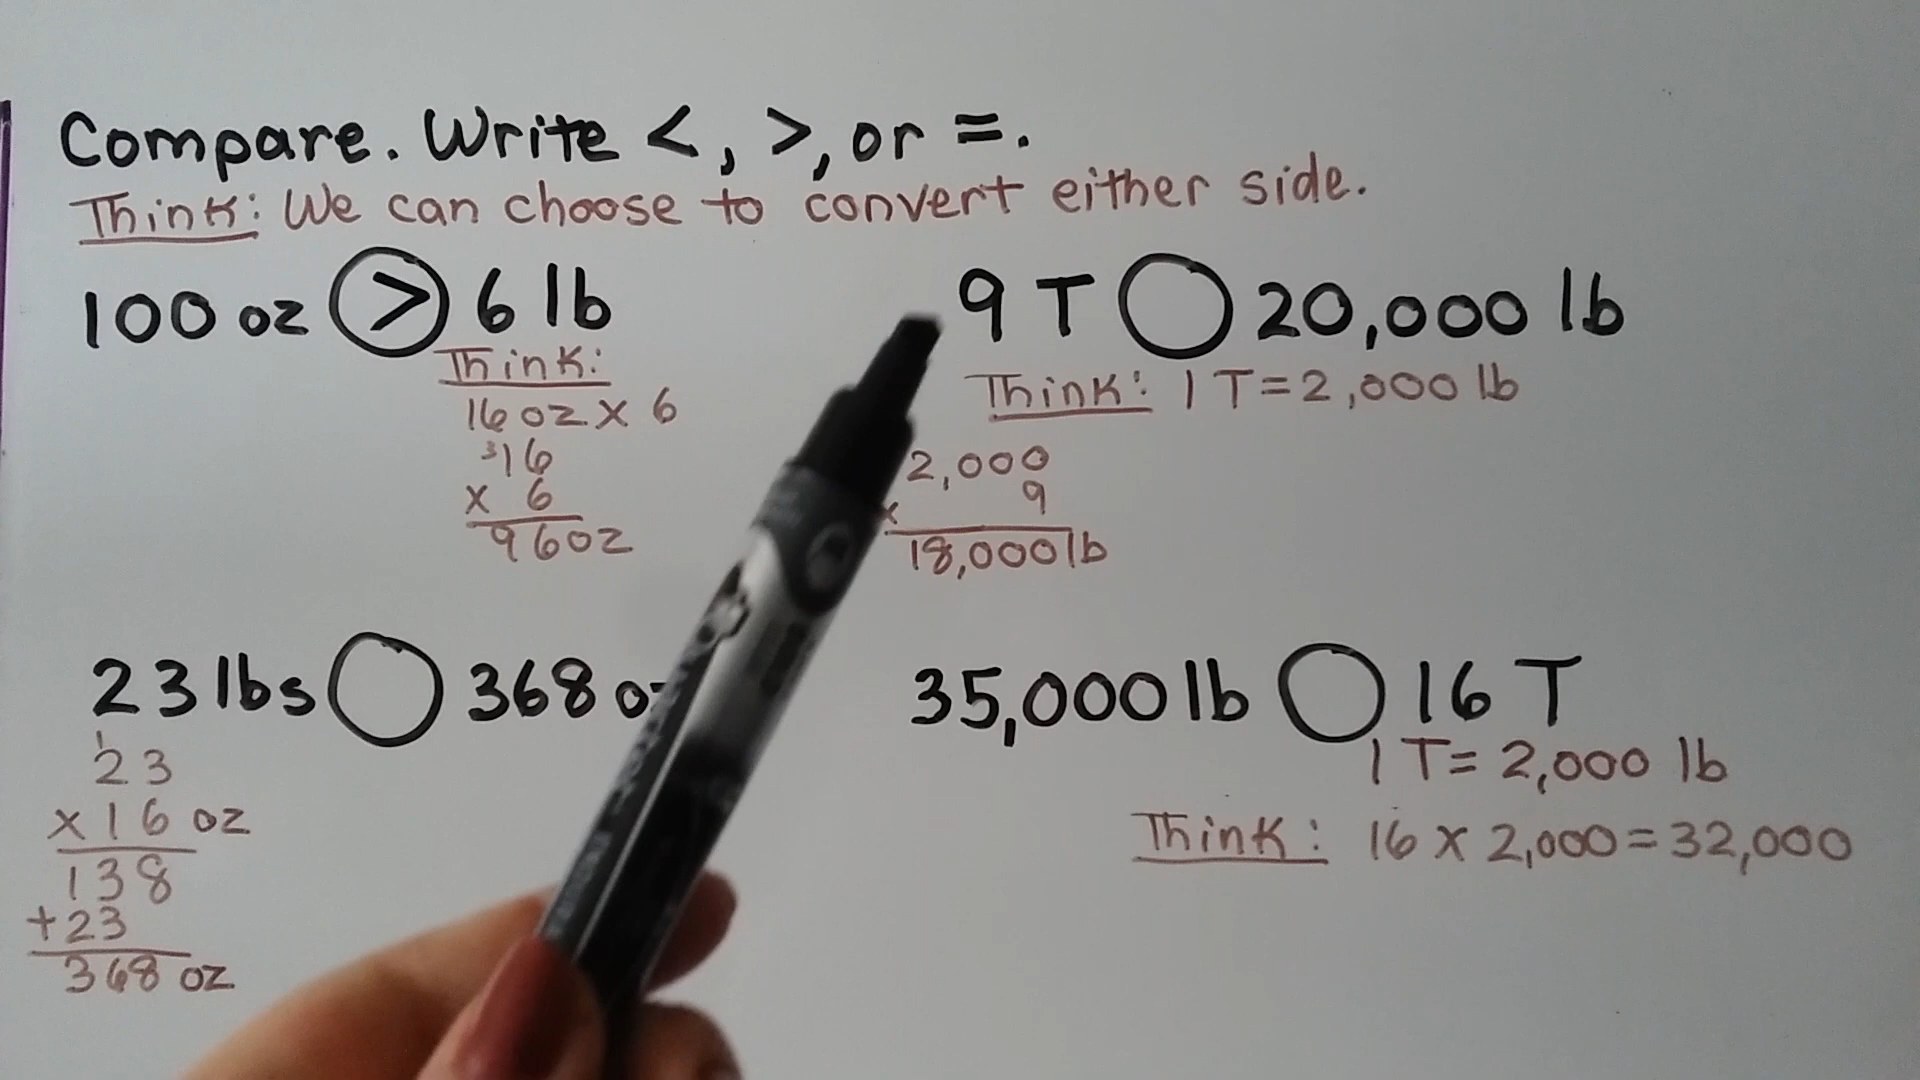 Compare. Write <, >, or =.
Think: We can choose to convert either side.
100 oz > 6 lb
Think:
16 oz x 6
3
16
x 6
96 oz
9 T 20,000 lb
Think: 1 T = 2,000 lb
2,000
x 9
18,000 lb
23 lbs 368
1
23
x 16 oz
138
+23
368 oz
35,000 lb 16 T
1 T = 2,000 lb
Think: 16 x 2,000 = 32,000